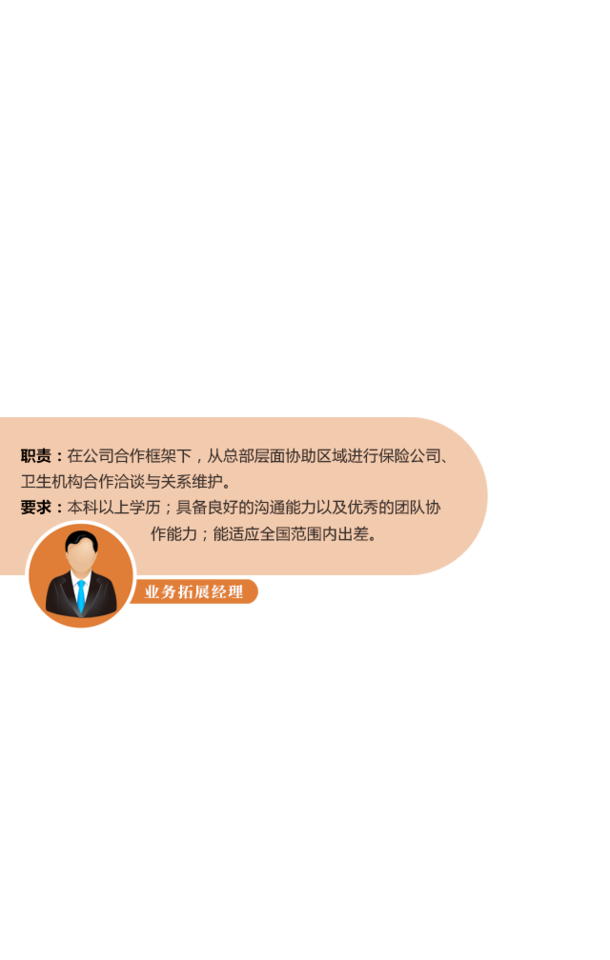 职责：在公司合作框架下，从总部层面协助区域进行保险公司、
卫生机构合作洽谈与关系维护。
要求：本科以上学历；具备良好的沟通能力以及优秀的团队协
作能力；能适应全国范围内出差。
业务拓展经理